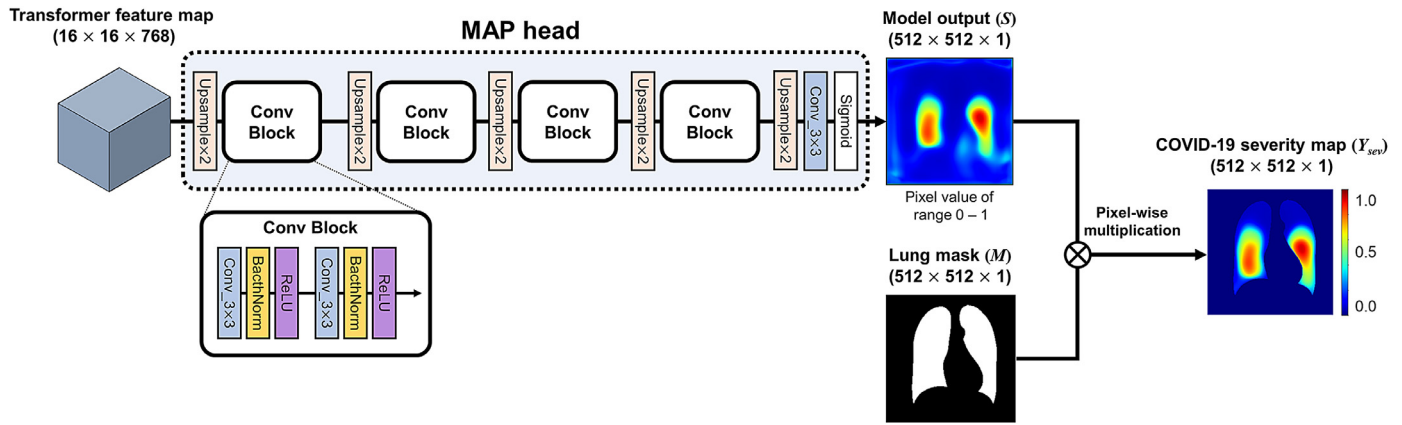 Transformer feature map
(16 × 16 × 768)
MAP head
Upsample×2
Conv
Block
Upsample×2
Conv
Block
Upsample×2
Conv
Block
Upsample×2
Conv
Block
Upsample×2
Conv_3×3
Sigmoid
Conv Block
Conv_3×3
BacthNorm
ReLU
Conv_3×3
BacthNorm
ReLU
Model output (S)
(512 × 512 × 1)
Pixel value of
range 0 – 1
Lung mask (M)
(512 × 512 × 1)
Pixel-wise
multiplication
COVID-19 severity map (Ysev)
(512 × 512 × 1)
1.0
0.5
0.0